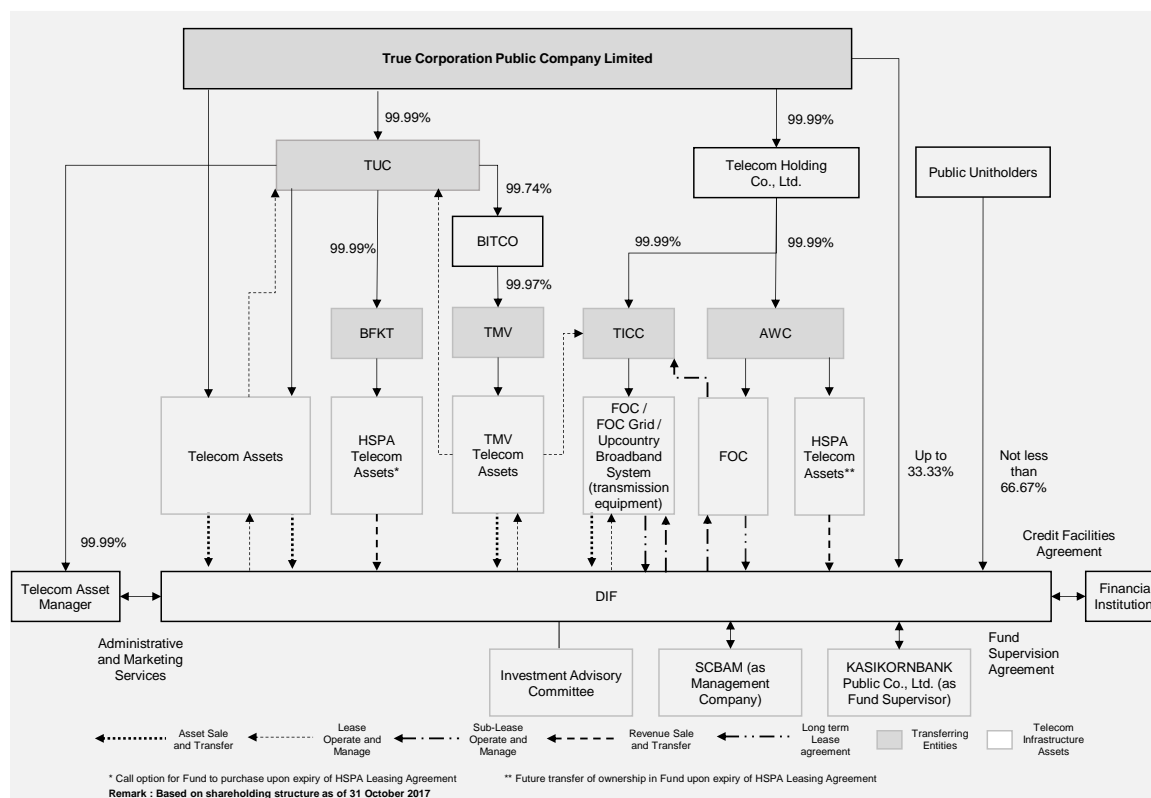 True Corporation Public Company Limited
99.99%
99.99%
TUC
Telecom Holding
Co., Ltd.
Public Unitholders
99.74%
BITCO
99.99%
99.99%
99.99%
99.97%
BFKT
TMV
TICC
AWC
Telecom Assets
HSPA
Telecom
Assets*
TMV
Telecom
Assets
FOC /
FOC Grid /
Upcountry
Broadband
System
(transmission
equipment)
FOC
HSPA
Telecom
Assets**
Up to
33.33%
Not less
than
66.67%
99.99%
Credit Facilities
Agreement
Telecom Asset
Manager
DIF
Financial
Institution
Administrative
and Marketing
Services
Investment Advisory
Committee
SCBAM (as
Management
Company)
KASIKORNBANK
Public Co., Ltd. (as
Fund Supervisor)
Fund
Supervision
Agreement
Asset Sale
and Transfer
Lease
Operate and
Manage
Sub-Lease
Operate and
Manage
Revenue Sale
and Transfer
Long term
Lease
agreement
Transferring
Entities
Telecom
Infrastructure
Assets
* Call option for Fund to purchase upon expiry of HSPA Leasing Agreement
** Future transfer of ownership in Fund upon expiry of HSPA Leasing Agreement
Remark : Based on shareholding structure as of 31 October 2017